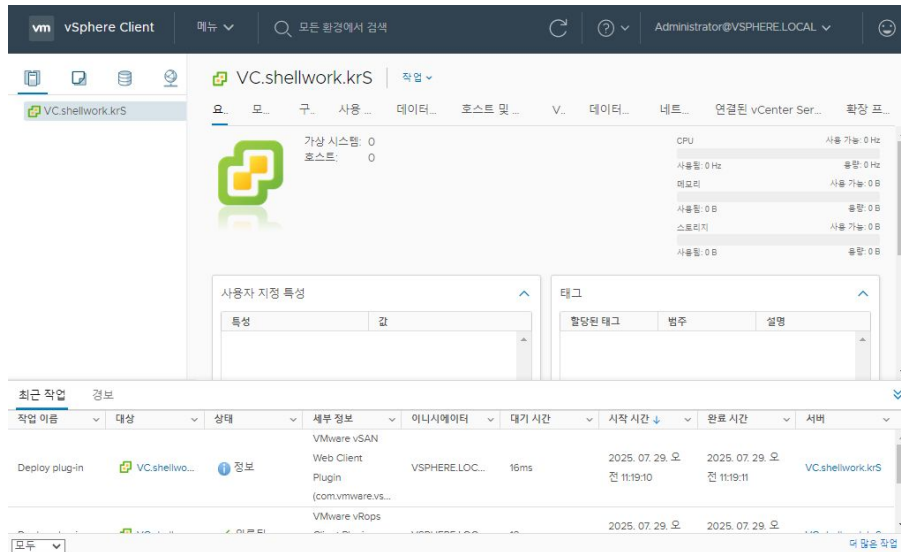 vm vSphere Client 메뉴 모든 환경에서 검색 Administrator@VSPHERE.LOCAL
VC.shellwork.krS
VC.shellwork.krS 작업
요... 모... 구... 사용 ... 데이터... 호스트 및 ... V... 데이터... 네트... 연결된 vCenter Ser... 확장 프...
가상 시스템: 0
호스트: 0
CPU 사용 가능: 0 Hz
사용됨: 0 Hz 용량: 0 Hz
메모리 사용 가능: 0 B
사용됨: 0 B 용량: 0 B
스토리지 사용 가능: 0 B
사용됨: 0 B 용량: 0 B
사용자 지정 특성
특성 값
태그
할당된 태그 범주 설명
최근 작업 경보
작업 이름 대상 상태 세부 정보 이니시에이터 대기 시간 시작 시간 완료 시간 서버
Deploy plug-in VC.shellwo... 정보 VMware vSAN
Web Client
Plugin
(com.vmware.vs...
VSPHERE.LOC... 16ms 2025. 07. 29. 오
전 11:19:10
2025. 07. 29. 오
전 11:19:11
VC.shellwork.krS
VMware vRops
2025. 07. 29. 오 2025. 07. 29. 오
모두 더 많은 작업